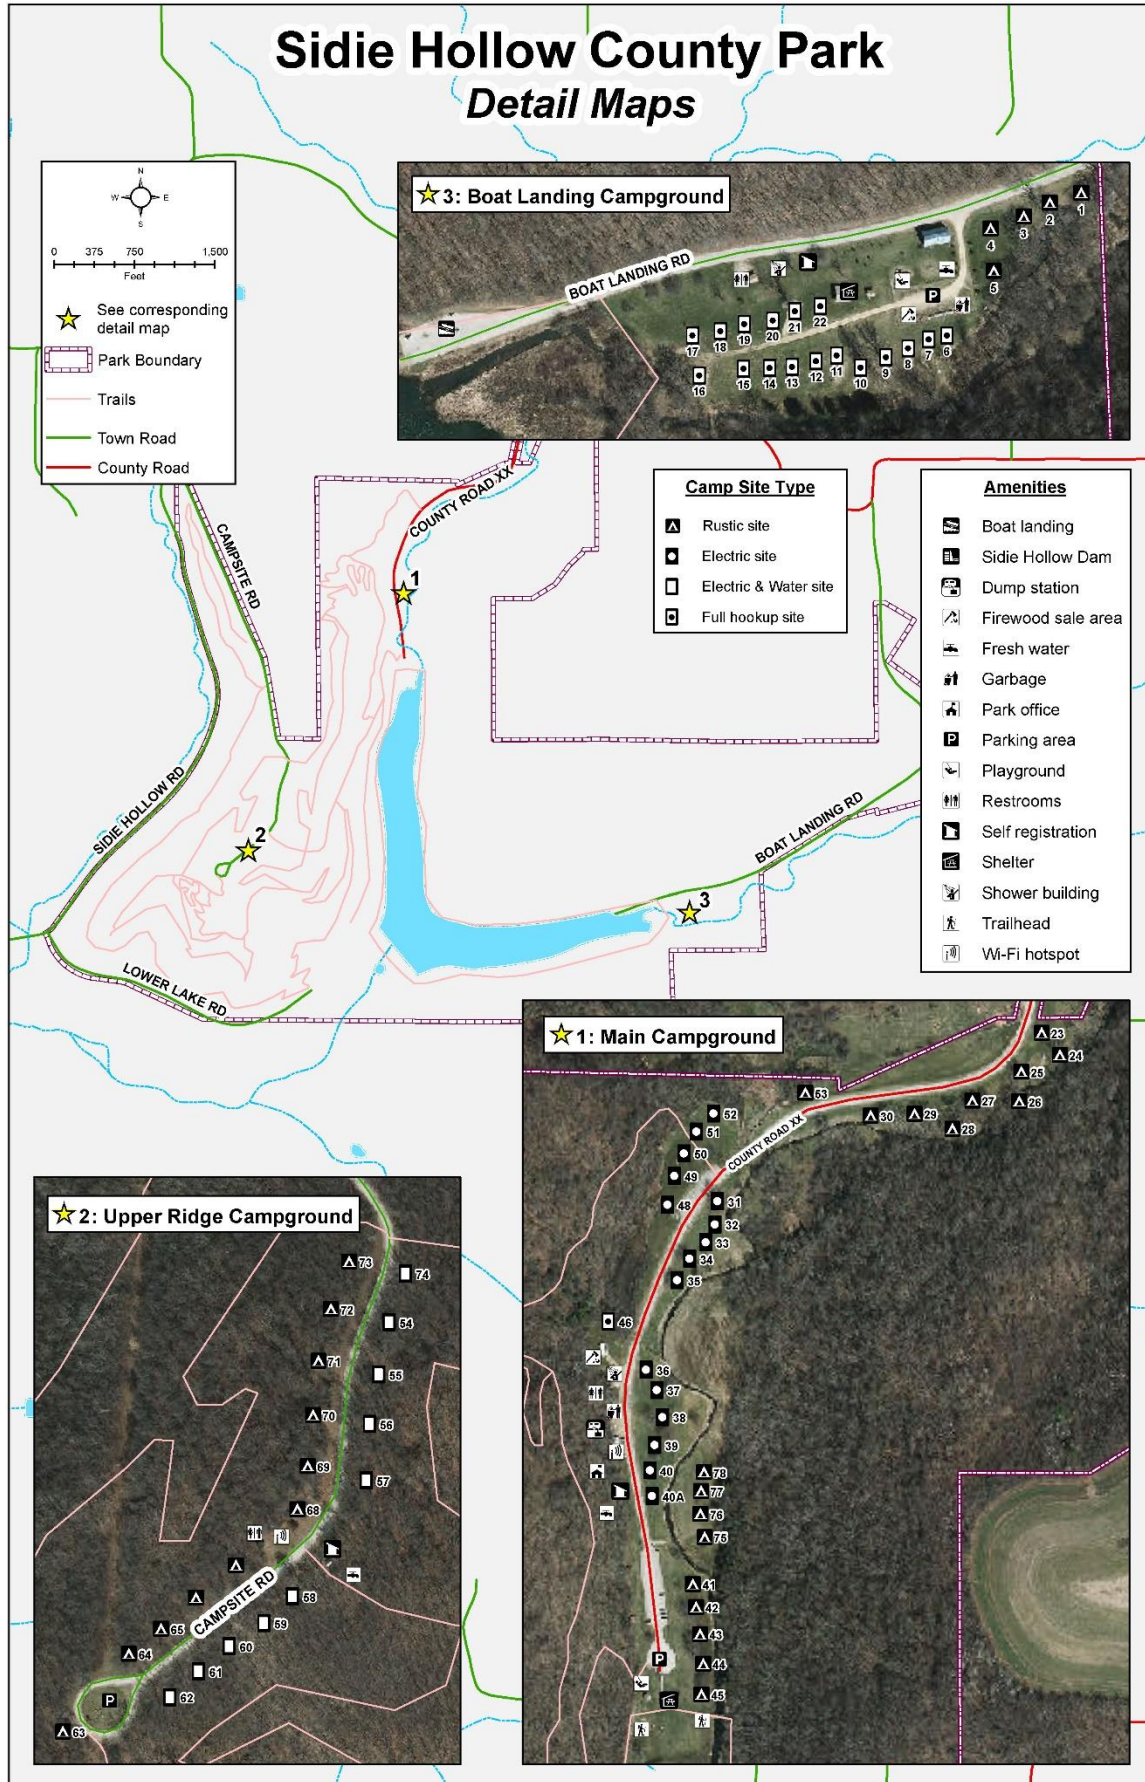 Sidie Hollow County Park
Detail Maps
N
W
E
S
0 375 750 1,500
Feet
See corresponding
detail map
Park Boundary
Trails
Town Road
County Road
3: Boat Landing Campground
BOAT LANDING RD
1
2
3
4
5
P
6
7
8
9
10
11
12
13
14
15
16
17
18
19
20
21
22
Camp Site Type
Rustic site
Electric site
Electric & Water site
Full hookup site
Amenities
Boat landing
Sidie Hollow Dam
Dump station
Firewood sale area
Fresh water
Garbage
Park office
P Parking area
Playground
Restrooms
Self registration
Shelter
Shower building
Trailhead
Wi-Fi hotspot
COUNTY ROAD XX
CAMPSITE RD
1
SIDIE HOLLOW RD
2
BOAT LANDING RD
3
LOWER LAKE RD
1: Main Campground
23
24
25
26
27
28
29
30
53
52
51
50
49
48
COUNTY ROAD XX
31
32
33
34
35
46
36
37
38
39
40
40A
78
77
76
75
41
42
43
44
45
P
2: Upper Ridge Campground
73
74
72
54
71
55
70
56
69
57
68
CAMPSITE RD
58
59
60
61
62
65
64
P
63